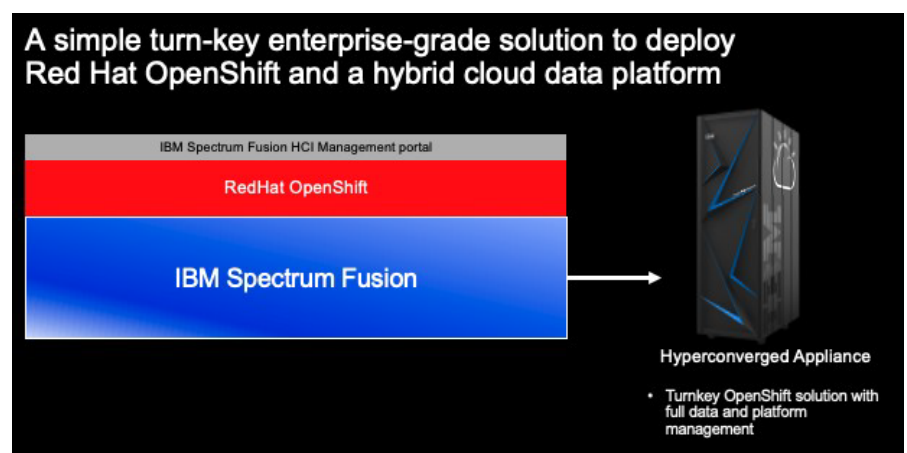 A simple turn-key enterprise-grade solution to deploy
Red Hat OpenShift and a hybrid cloud data platform
IBM Spectrum Fusion HCI Management portal
RedHat OpenShift
IBM Spectrum Fusion
Hyperconverged Appliance
• Turnkey OpenShift solution with
full data and platform
management